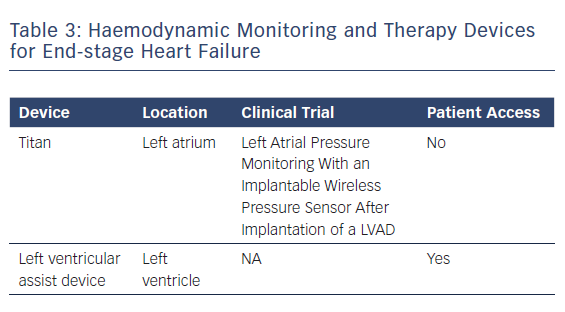 Table 3: Haemodynamic Monitoring and Therapy Devices
for End-stage Heart Failure
Device Location Clinical Trial Patient Access
Titan Left atrium Left Atrial Pressure No
Monitoring With an
Implantable Wireless
Pressure Sensor After
Implantation of a LVAD
Left ventricular Left NA Yes
assist device ventricle